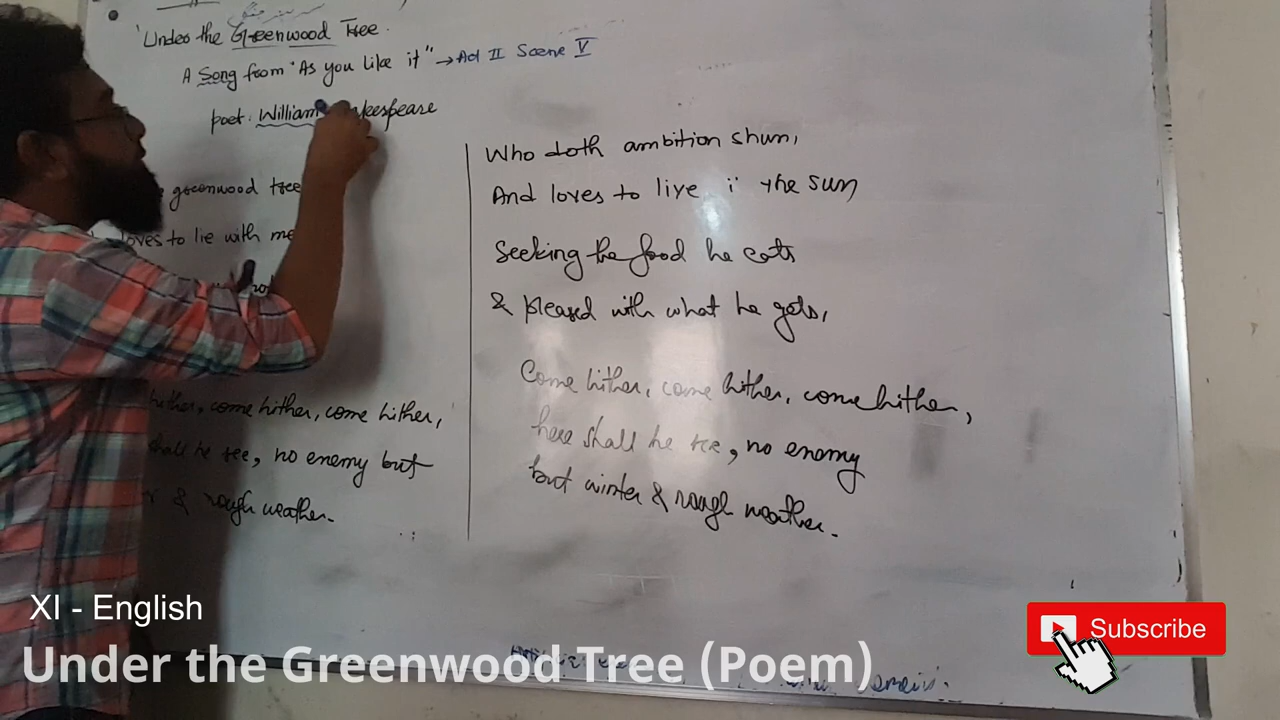 'Under the Greenwood Tree.
A Song from "As you like it" → Act II Scene V
poet: William kespeare
greenwood tree
loves to lie with me
hither, come hither, come hither,
shall he see, no enemy but
& rough weather.
Who doth ambition shun,
And loves to live i' the sun
Seeking the food he eats
& pleased with what he gets,
Come hither, come hither, come hither,
here shall he see, no enemy
but winter & rough weather.
XI - English
Under the Greenwood Tree (Poem)
Subscribe